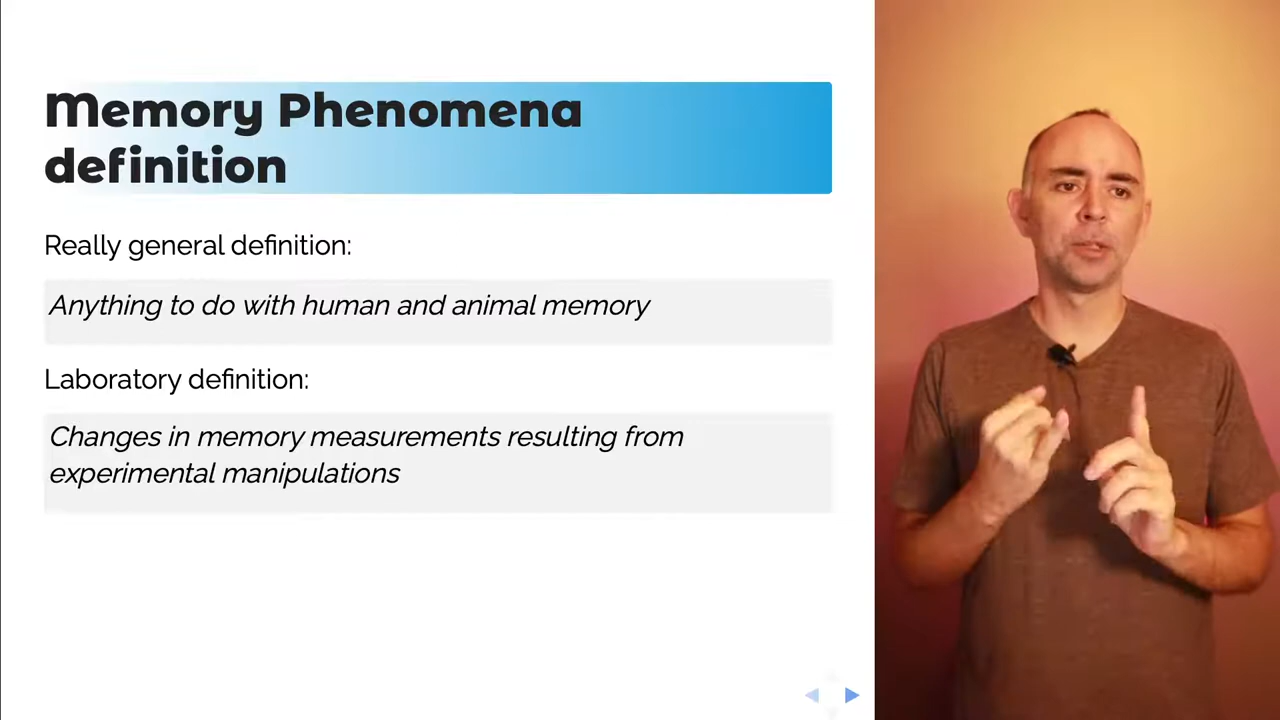 Memory Phenomena
definition
Really general definition:
Anything to do with human and animal memory
Laboratory definition:
Changes in memory measurements resulting from
experimental manipulations